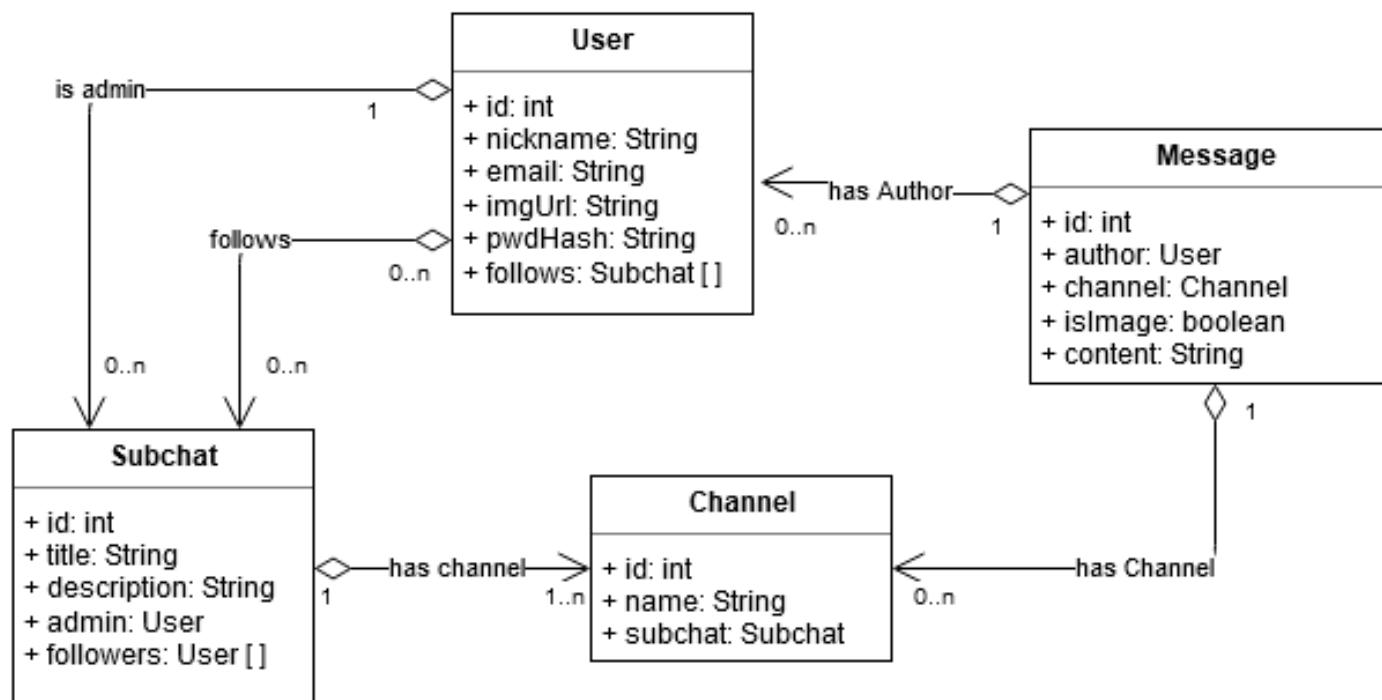 User
+ id: int
+ nickname: String
+ email: String
+ imgUrl: String
+ pwdHash: String
+ follows: Subchat [ ]
is admin
1
0..n
follows
0..n
0..n
has Author
0..n
1
Message
+ id: int
+ author: User
+ channel: Channel
+ isImage: boolean
+ content: String
1
has Channel
0..n
Subchat
+ id: int
+ title: String
+ description: String
+ admin: User
+ followers: User [ ]
has channel
1
1..n
Channel
+ id: int
+ name: String
+ subchat: Subchat